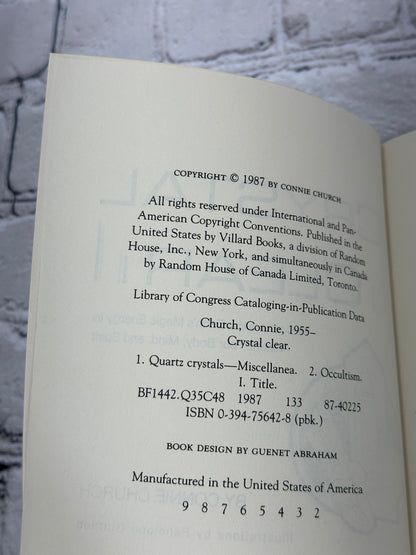 COPYRIGHT © 1987 BY CONNIE CHURCH
All rights reserved under International and Pan-
American Copyright Conventions. Published in the
United States by Villard Books, a division of Random
House, Inc., New York, and simultaneously in Canada
by Random House of Canada Limited, Toronto.
Library of Congress Cataloging-in-Publication Data
Church, Connie, 1955–
Crystal clear.
1. Quartz crystals—Miscellanea. 2. Occultism.
I. Title.
BF1442.Q35C48 1987 133 87-40225
ISBN 0-394-75642-8 (pbk.)
BOOK DESIGN BY GUENET ABRAHAM
Manufactured in the United States of America
9 8 7 6 5 4 3 2